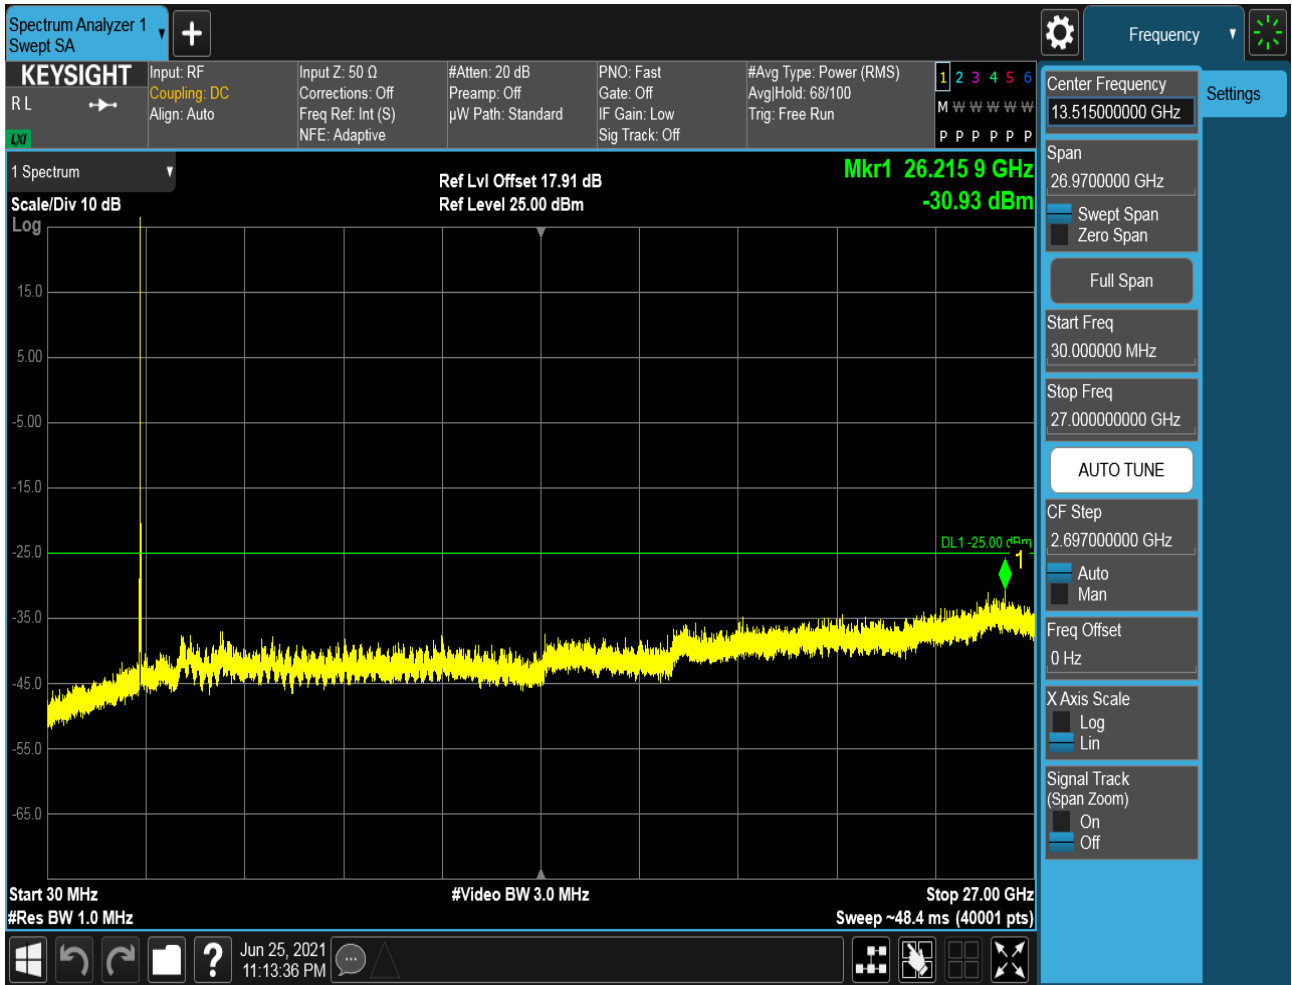 Spectrum Analyzer 1
Swept SA
Frequency
KEYSIGHT
R L
LXI
Input: RF
Coupling: DC
Align: Auto
Input Z: 50 Ω
Corrections: Off
Freq Ref: Int (S)
NFE: Adaptive
#Atten: 20 dB
Preamp: Off
µW Path: Standard
PNO: Fast
Gate: Off
IF Gain: Low
Sig Track: Off
#Avg Type: Power (RMS)
Avg|Hold: 68/100
Trig: Free Run
1 2 3 4 5 6
M W W W W W
P P P P P P
1 Spectrum
Scale/Div 10 dB
Log
Ref Lvl Offset 17.91 dB
Ref Level 25.00 dBm
Mkr1 26.215 9 GHz
-30.93 dBm
15.0
5.00
-5.00
-15.0
-25.0
-35.0
-45.0
-55.0
-65.0
DL1 -25.00 dBm
1
Start 30 MHz
#Res BW 1.0 MHz
#Video BW 3.0 MHz
Stop 27.00 GHz
Sweep ~48.4 ms (40001 pts)
Jun 25, 2021
11:13:36 PM
Center Frequency
13.515000000 GHz
Settings
Span
26.9700000 GHz
Swept Span
Zero Span
Full Span
Start Freq
30.000000 MHz
Stop Freq
27.000000000 GHz
AUTO TUNE
CF Step
2.697000000 GHz
Auto
Man
Freq Offset
0 Hz
X Axis Scale
Log
Lin
Signal Track
(Span Zoom)
On
Off